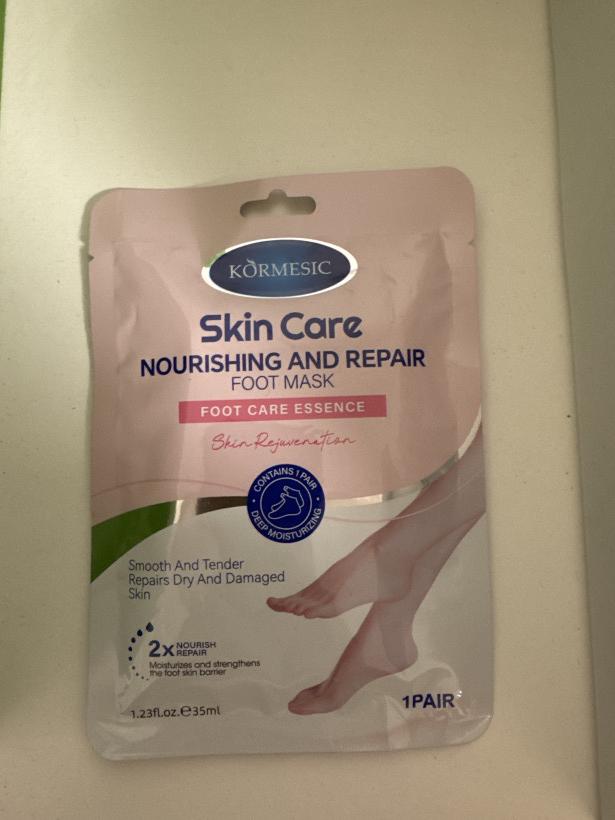 KORMESIC
Skin Care
NOURISHING AND REPAIR
FOOT MASK
FOOT CARE ESSENCE
Skin Rejuvenation
CONTAINS 1 PAIR
DEEP MOISTURIZING
Smooth And Tender
Repairs Dry And Damaged
Skin
2x NOURISH
REPAIR
Moisturizes and strengthens
the foot skin barrier
1.23fl.oz.℮35ml
1PAIR